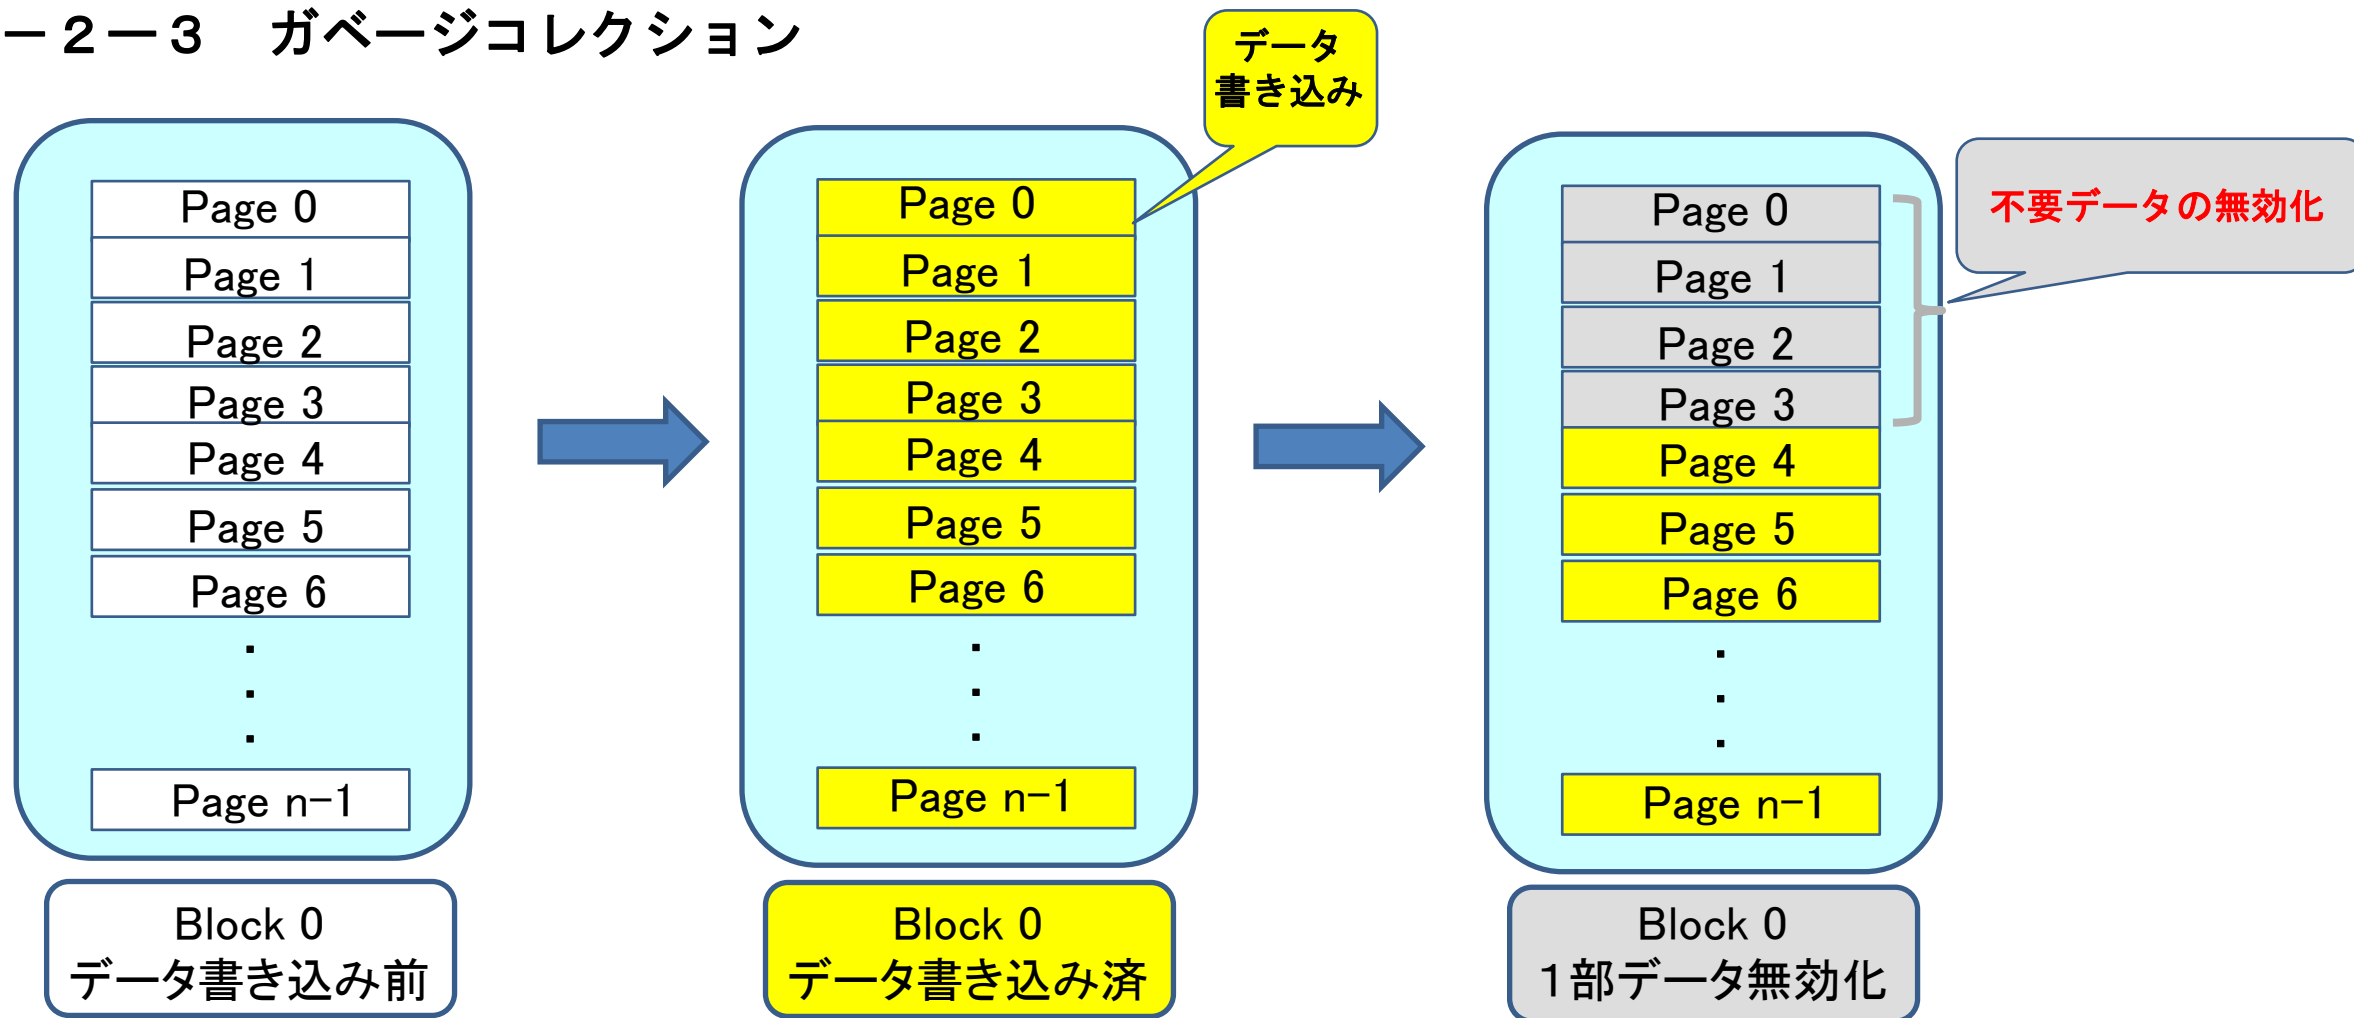 －２－３　ガベージコレクション
データ
書き込み
Page 0
Page 1
Page 2
Page 3
Page 4
Page 5
Page 6
・
・
・
Page n-1
Block 0
データ書き込み前
Page 0
Page 1
Page 2
Page 3
Page 4
Page 5
Page 6
・
・
・
Page n-1
Block 0
データ書き込み済
不要データの無効化
Page 0
Page 1
Page 2
Page 3
Page 4
Page 5
Page 6
・
・
・
Page n-1
Block 0
１部データ無効化